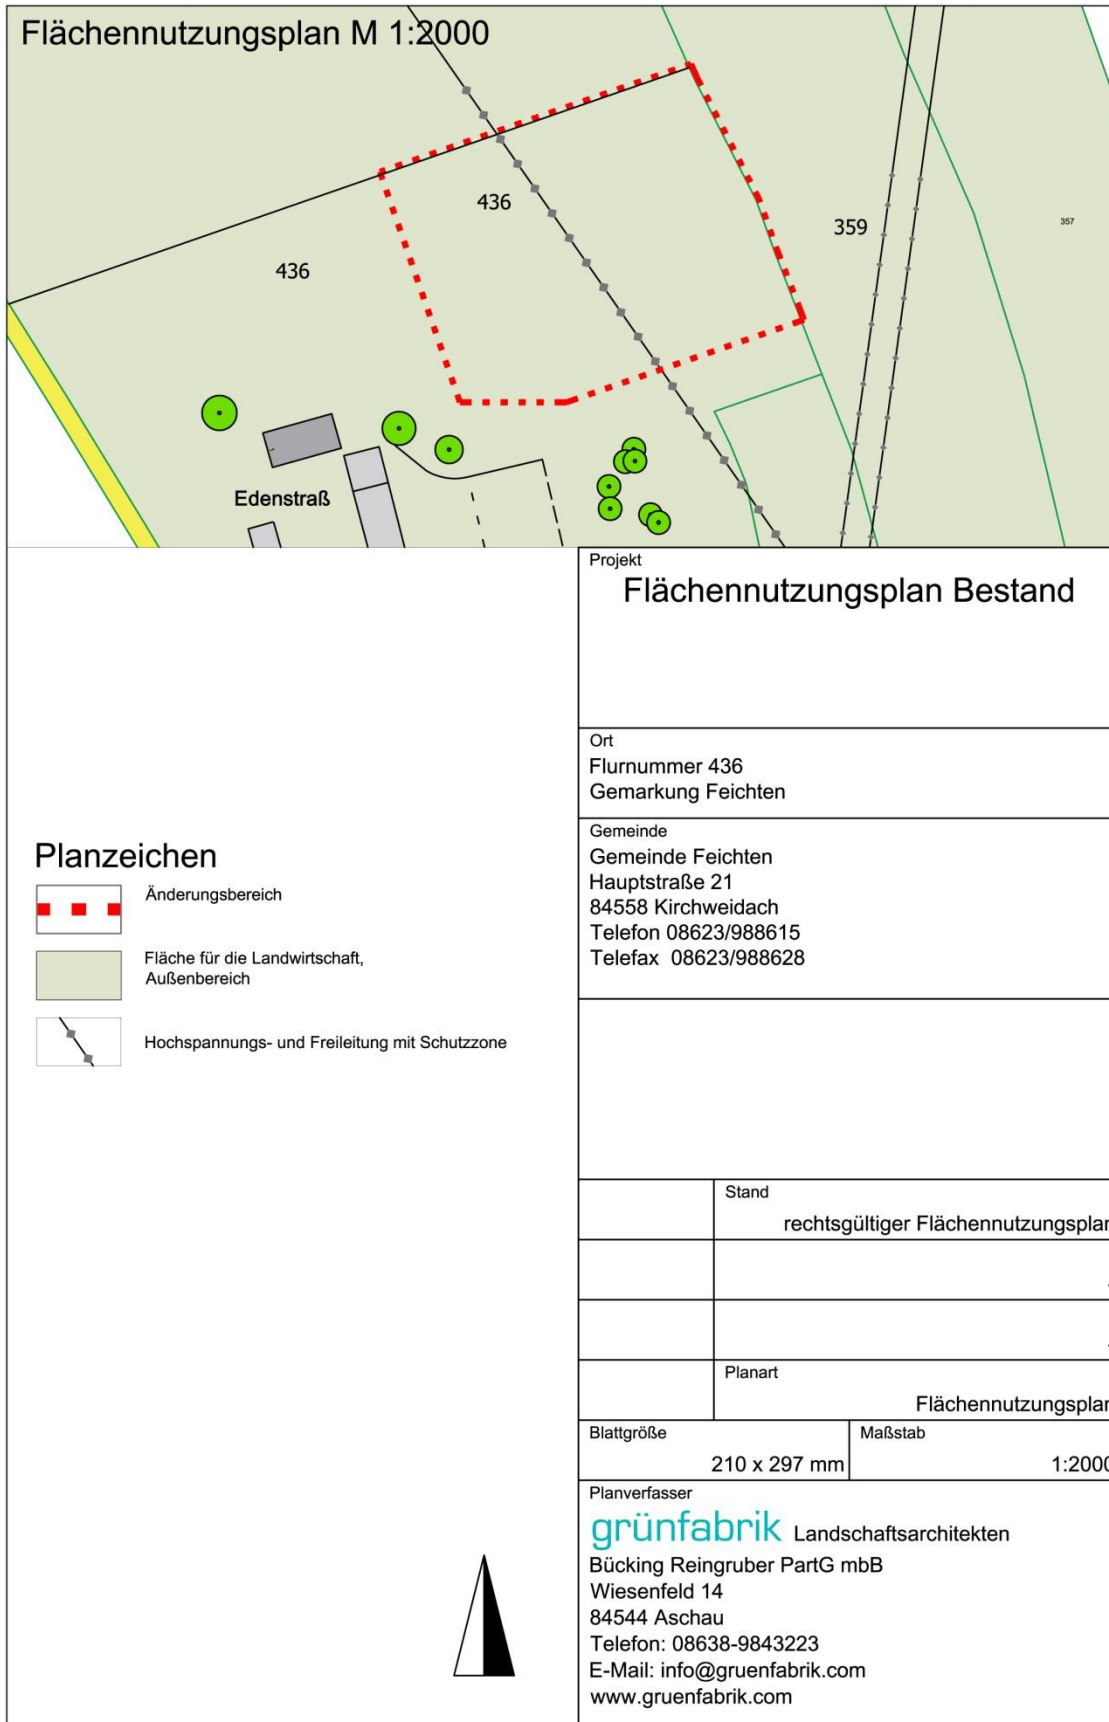 Flächennutzungsplan M 1:2000
436
359
357
436
Edenstraß
Projekt
Flächennutzungsplan Bestand
Ort
Flurnummer 436
Gemarkung Feichten
Gemeinde
Gemeinde Feichten
Hauptstraße 21
84558 Kirchweidach
Telefon 08623/988615
Telefax 08623/988628
Planzeichen
Änderungsbereich
Fläche für die Landwirtschaft,
Außenbereich
Hochspannungs- und Freileitung mit Schutzzone
Stand
rechtsgültiger Flächennutzungsplan
Planart
Flächennutzungsplan
Blattgröße
210 x 297 mm
Maßstab
1:2000
Planverfasser
grünfabrik Landschaftsarchitekten
Bücking Reingruber PartG mbB
Wiesenfeld 14
84544 Aschau
Telefon: 08638-9843223
E-Mail: info@gruenfabrik.com
www.gruenfabrik.com